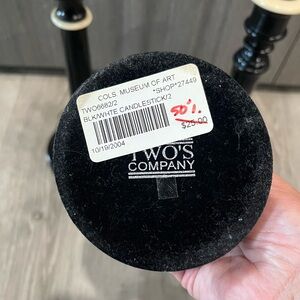 COLS. MUSEUM OF ART
TWO6682/2 *SHOP*27449
BLK/WHTE CANDLESTICK/2
50%
$25.00
10/19/2004
TWO'S
COMPANY